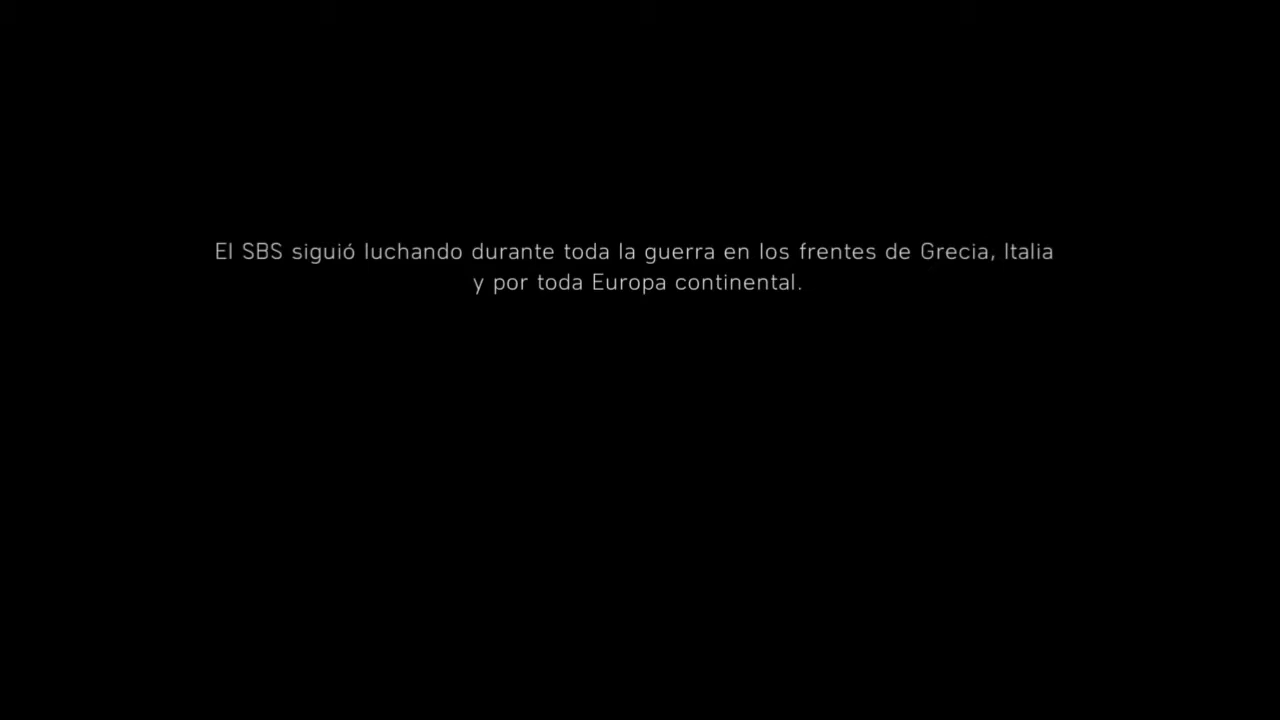 El SBS siguió luchando durante toda la guerra en los frentes de Grecia, Italia
y por toda Europa continental.